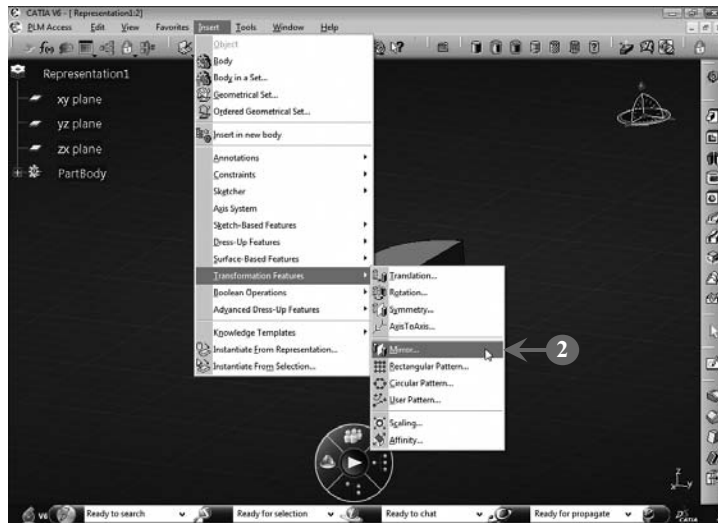 CATIA V6 - [ Representation1:2]
PLM Access Edit View Favorites Insert Tools Window Help
Representation1
xy plane
yz plane
zx plane
PartBody
Object
Body
Body in a Set...
Geometrical Set...
Ordered Geometrical Set...
Insert in new body
Annotations
Constraints
Sketcher
Axis System
Sketch-Based Features
Dress-Up Features
Surface-Based Features
Transformation Features
Boolean Operations
Advanced Dress-Up Features
Knowledge Templates
Instantiate From Representation...
Instantiate From Selection...
Translation...
Rotation...
Symmetry...
AxisToAxis...
Mirror...
Rectangular Pattern...
Circular Pattern...
User Pattern...
Scaling...
Affinity...
2
z
x y
V6 Ready to search Ready for selection Ready to chat Ready for propagate
CATIA